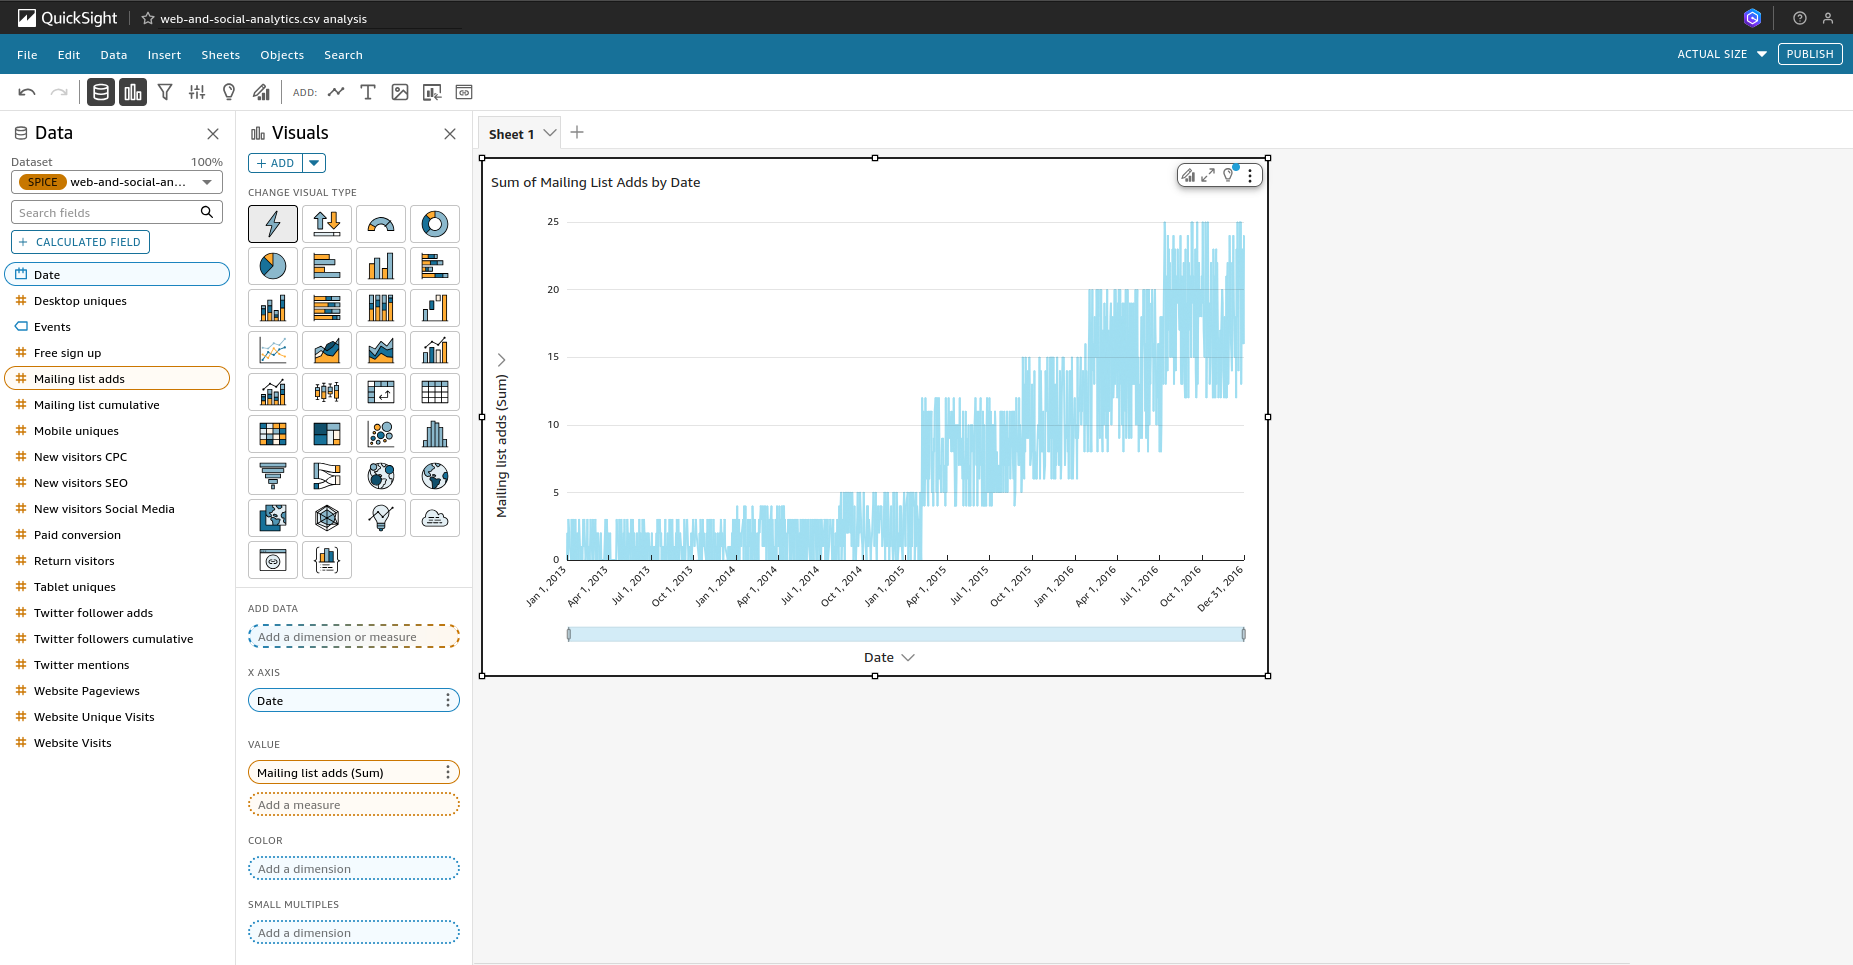 QuickSight
web-and-social-analytics.csv analysis
File Edit Data Insert Sheets Objects Search
ACTUAL SIZE PUBLISH
ADD:
Data
Dataset 100%
SPICE web-and-social-an...
Search fields
+ CALCULATED FIELD
Date
Desktop uniques
Events
Free sign up
Mailing list adds
Mailing list cumulative
Mobile uniques
New visitors CPC
New visitors SEO
New visitors Social Media
Paid conversion
Return visitors
Tablet uniques
Twitter follower adds
Twitter followers cumulative
Twitter mentions
Website Pageviews
Website Unique Visits
Website Visits
Visuals
+ ADD
CHANGE VISUAL TYPE
ADD DATA
Add a dimension or measure
X AXIS
Date
VALUE
Mailing list adds (Sum)
Add a measure
COLOR
Add a dimension
SMALL MULTIPLES
Add a dimension
Sheet 1
Sum of Mailing List Adds by Date
Mailing list adds (Sum)
25
20
15
10
5
0
Jan 1, 2013
Apr 1, 2013
Jul 1, 2013
Oct 1, 2013
Jan 1, 2014
Apr 1, 2014
Jul 1, 2014
Oct 1, 2014
Jan 1, 2015
Apr 1, 2015
Jul 1, 2015
Oct 1, 2015
Jan 1, 2016
Apr 1, 2016
Jul 1, 2016
Oct 1, 2016
Dec 31, 2016
Date